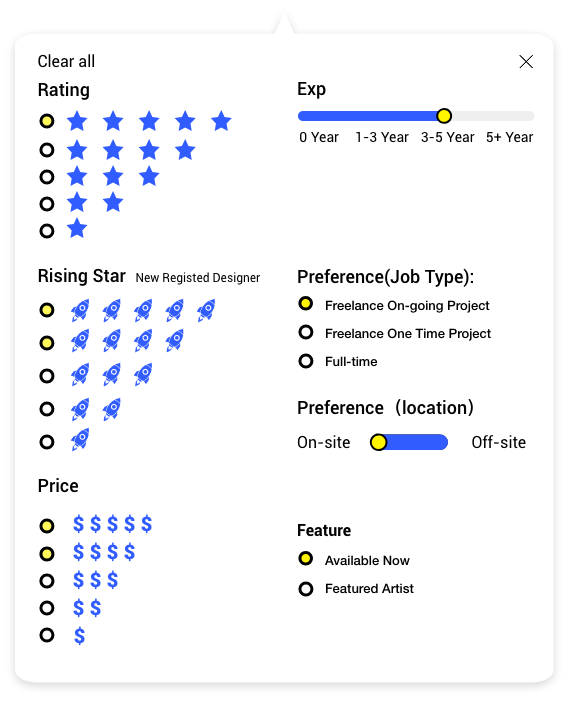 Clear all
Rating
Exp
0 Year 1-3 Year 3-5 Year 5+ Year
Rising Star New Registed Designer
Preference(Job Type):
Freelance On-going Project
Freelance One Time Project
Full-time
Preference（location）
On-site Off-site
Price
$ $ $ $ $
$ $ $ $
$ $ $
$ $
$
Feature
Available Now
Featured Artist